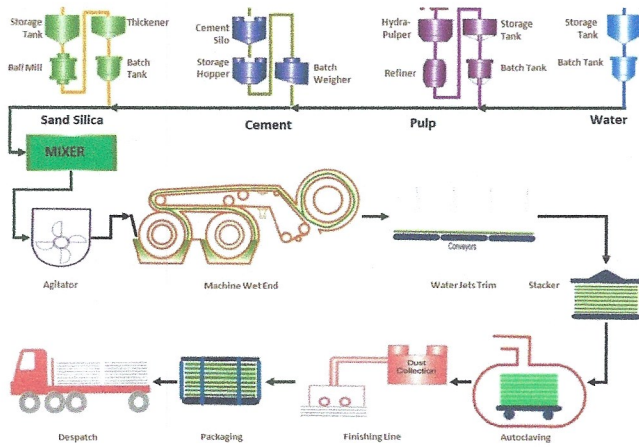 Storage
Tank
Thickener
Ball Mill
Batch
Tank
Sand Silica
Cement
Silo
Storage
Hopper
Batch
Weigher
Cement
Hydra-
Pulper
Storage
Tank
Refiner
Batch Tank
Pulp
Storage
Tank
Batch Tank
Water
MIXER
Agitator
Machine Wet End
Conveyors
Water Jets Trim
Stacker
Despatch
Packaging
Dust
Collection
Finishing Line
Autoclaving